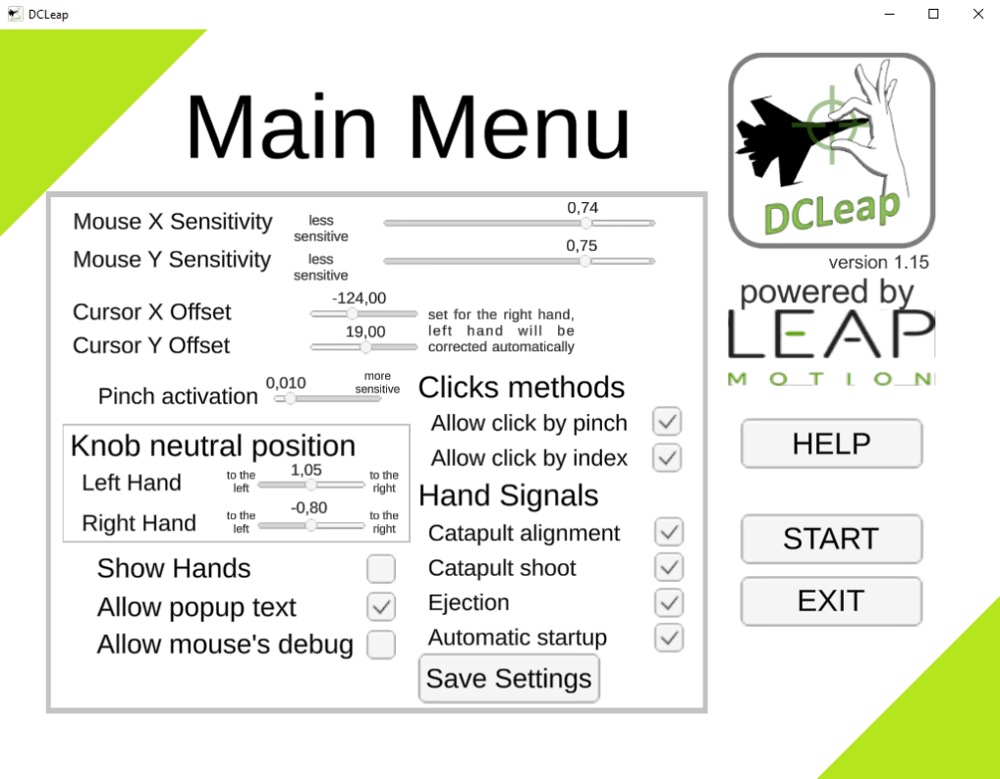 DCLeap
Main Menu
DCLeap
version 1.15
powered by
LEAP
MOTION
Mouse X Sensitivity
less
sensitive
0,74
Mouse Y Sensitivity
less
sensitive
0,75
Cursor X Offset
-124,00
Cursor Y Offset
19,00
set for the right hand,
left hand will be
corrected automatically
Pinch activation
0,010
more
sensitive
Knob neutral position
Left Hand
to the
left
1,05
to the
right
Right Hand
to the
left
-0,80
to the
right
Show Hands
Allow popup text
Allow mouse's debug
Clicks methods
Allow click by pinch
Allow click by index
Hand Signals
Catapult alignment
Catapult shoot
Ejection
Automatic startup
Save Settings
HELP
START
EXIT